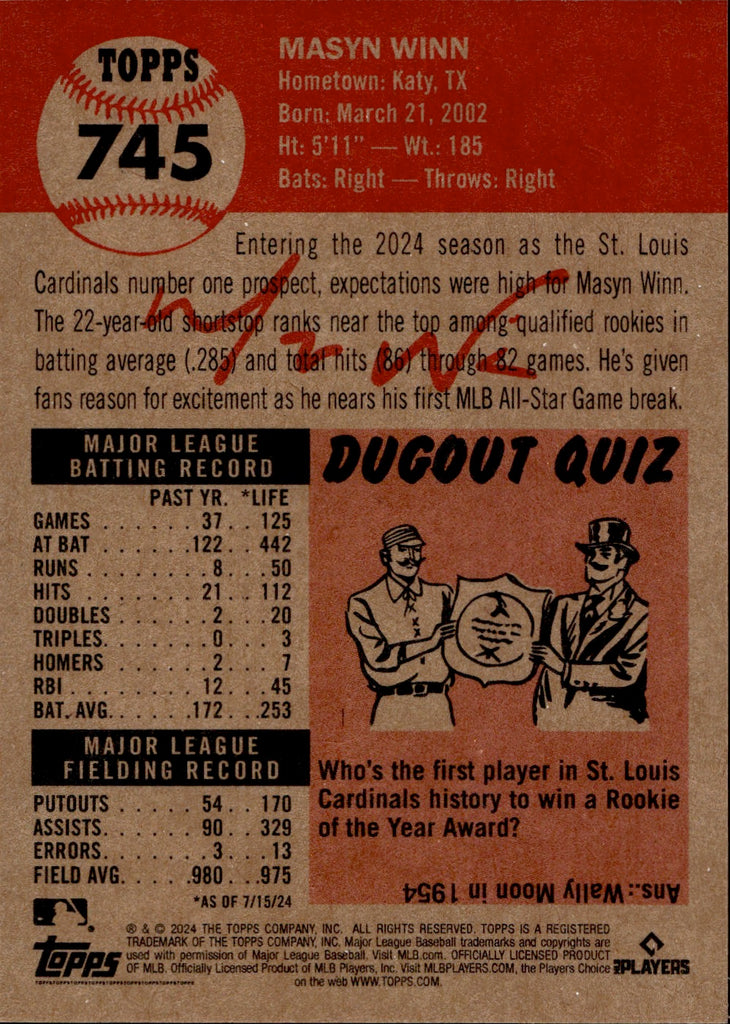 TOPPS
745
MASYN WINN
Hometown: Katy, TX
Born: March 21, 2002
Ht: 5'11" — Wt.: 185
Bats: Right — Throws: Right
Entering the 2024 season as the St. Louis
Cardinals number one prospect, expectations were high for Masyn Winn.
The 22-year-old shortstop ranks near the top among qualified rookies in
batting average (.285) and total hits (86) through 82 games. He's given
fans reason for excitement as he nears his first MLB All-Star Game break.
MAJOR LEAGUE
BATTING RECORD
PAST YR. *LIFE
GAMES . . . . . . 37 . . 125
AT BAT . . . . . .122 . . 442
RUNS . . . . . . . . 8 . . . 50
HITS . . . . . . . 21 . . 112
DOUBLES . . . . . 2 . . . 20
TRIPLES. . . . . . 0 . . . . 3
HOMERS . . . . . 2 . . . . 7
RBI . . . . . . . . 12 . . . 45
BAT. AVG. . . . .172 . . .253
MAJOR LEAGUE
FIELDING RECORD
PUTOUTS . . . . . 54 . . 170
ASSISTS. . . . . . 90 . . 329
ERRORS. . . . . . . 3 . . . 13
FIELD AVG. . . . .980 . . .975
*AS OF 7/15/24
DUGOUT QUIZ
Who's the first player in St. Louis
Cardinals history to win a Rookie
of the Year Award?
Ans.: Wally Moon in 1954
® & © 2024 THE TOPPS COMPANY, INC. ALL RIGHTS RESERVED. TOPPS IS A REGISTERED
TRADEMARK OF THE TOPPS COMPANY, INC. Major League Baseball trademarks and copyrights are
used with permission of Major League Baseball. Visit MLB.com. OFFICIALLY LICENSED PRODUCT
OF MLB. Officially Licensed Product of MLB Players, Inc. Visit MLBPLAYERS.COM, the Players Choice
on the web WWW.TOPPS.COM.
Topps
PLAYERS